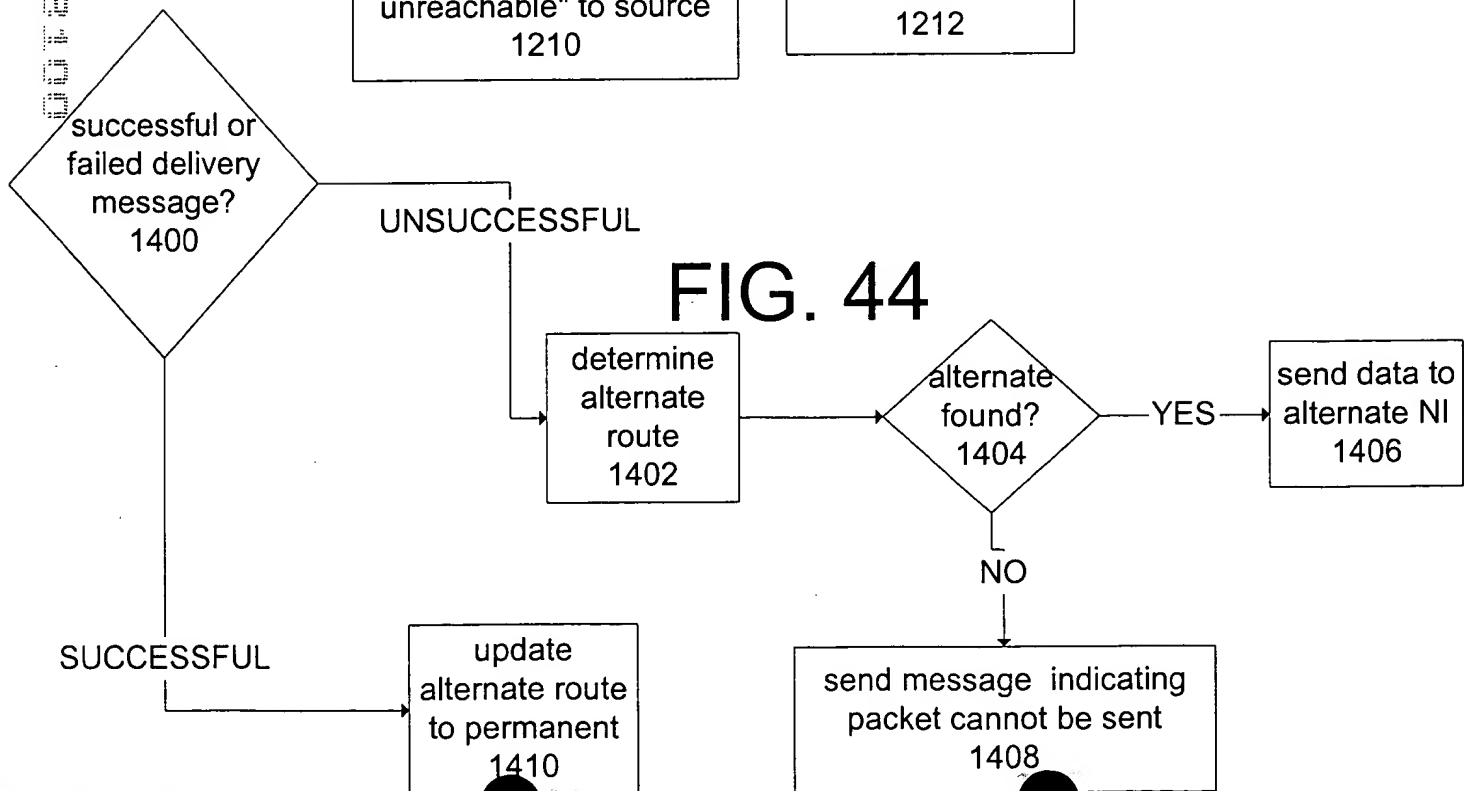 unreachable" to source
1210
1212
successful or
failed delivery
message?
1400
UNSUCCESSFUL
FIG. 44
determine
alternate
route
1402
alternate
found?
1404
YES
send data to
alternate NI
1406
NO
SUCCESSFUL
update
alternate route
to permanent
1410
send message indicating
packet cannot be sent
1408